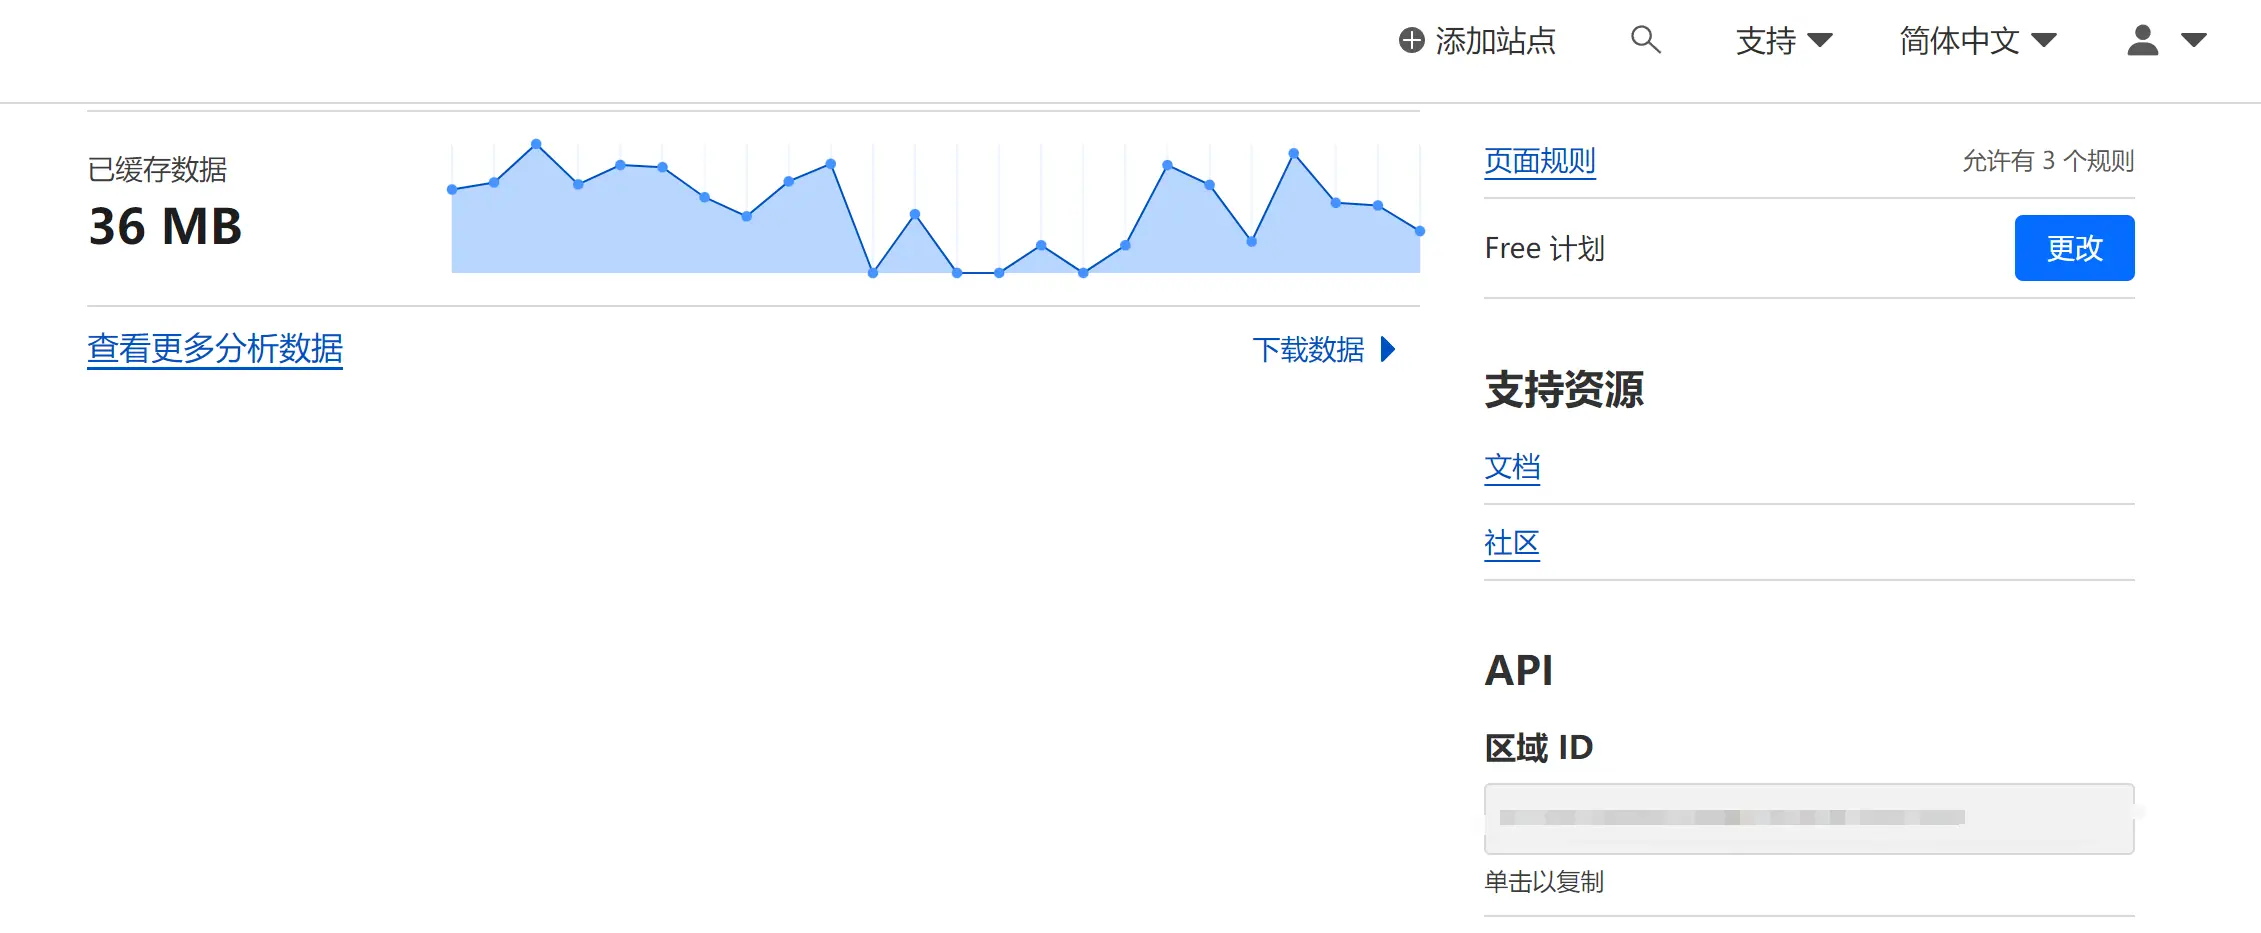 添加站点
支持
简体中文
已缓存数据
36 MB
查看更多分析数据
下载数据
页面规则
允许有 3 个规则
Free 计划
更改
支持资源
文档
社区
API
区域 ID
单击以复制